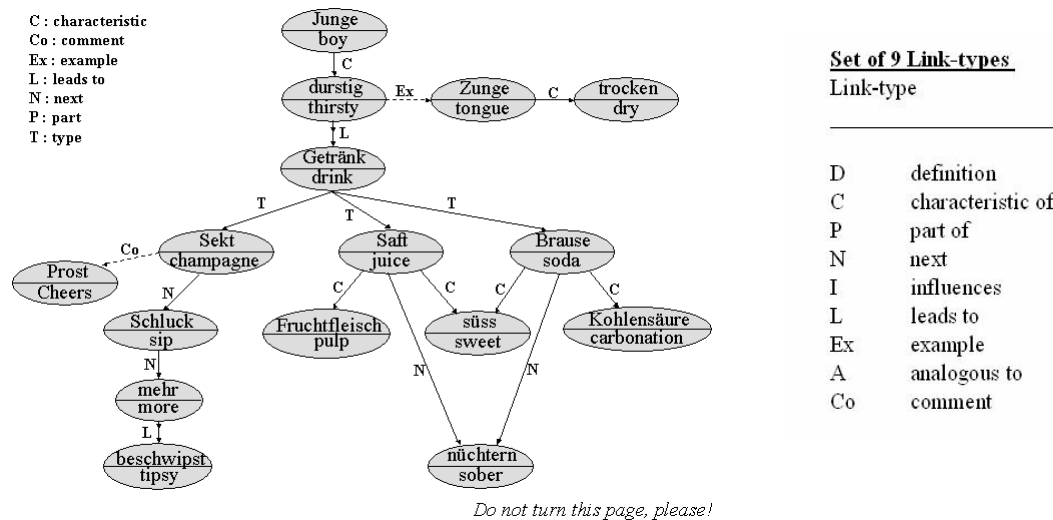 C : characteristic
Co : comment
Ex : example
L : leads to
N : next
P : part
T : type
Junge
boy
C
durstig
thirsty
Ex
Zunge
tongue
C
trocken
dry
L
Getränk
drink
T
T
T
Sekt
champagne
Saft
juice
Brause
soda
Co
Prost
Cheers
N
C
C
C
C
Schluck
sip
Fruchtfleisch
pulp
süss
sweet
Kohlensäure
carbonation
N
N
N
mehr
more
L
beschwipst
tipsy
nüchtern
sober
Do not turn this page, please!
Set of 9 Link-types
Link-type
D definition
C characteristic of
P part of
N next
I influences
L leads to
Ex example
A analogous to
Co comment